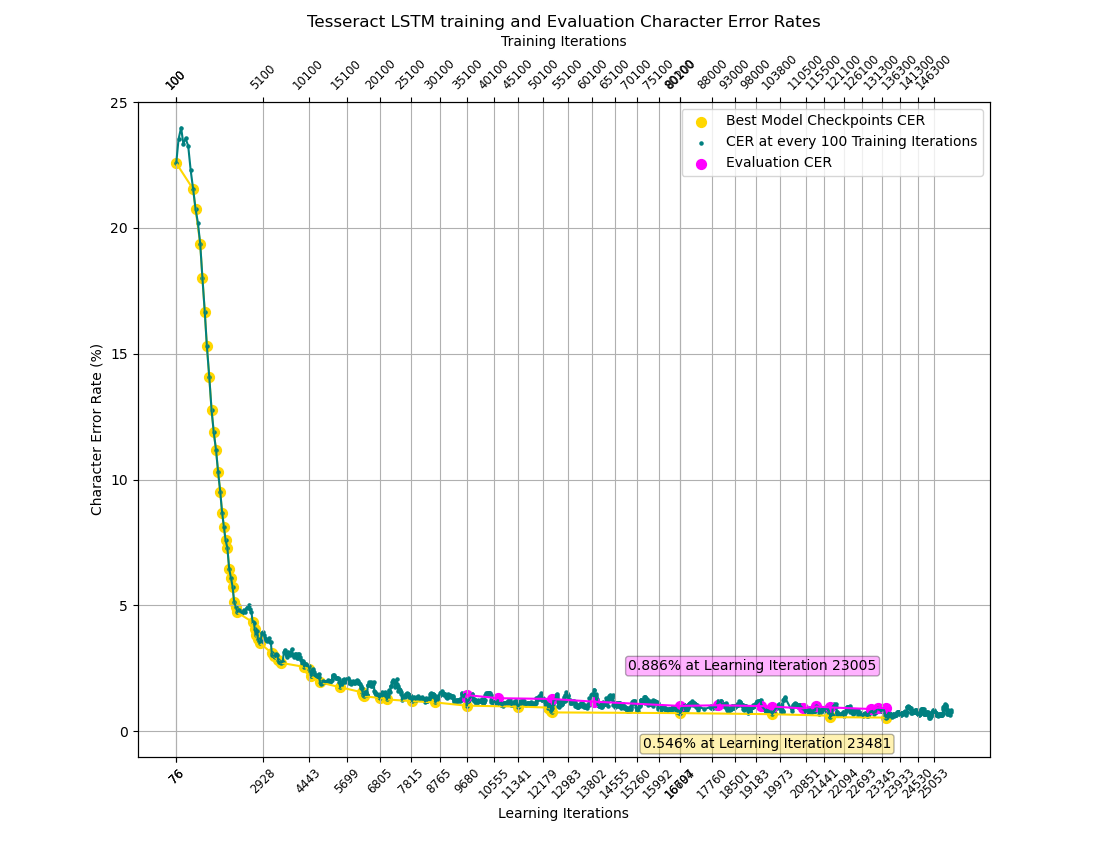 Tesseract LSTM training and Evaluation Character Error Rates
Training Iterations
100 5100 10100 15100 20100 25100 30100 35100 40100 45100 50100 55100 60100 65100 70100 75100 88000 93000 98000 103800 110500 115500 121100 126100 131300 136300 141300 146300
25
20
15
10
5
0
Character Error Rate (%)
Best Model Checkpoints CER
CER at every 100 Training Iterations
Evaluation CER
0.886% at Learning Iteration 23005
0.546% at Learning Iteration 23481
76 2928 4443 5599 6805 7815 8765 9680 10555 11341 12179 12983 13802 14555 15260 15992 17760 18501 19183 19973 20851 21441 22094 22693 23345 23933 24530 25053
Learning Iterations